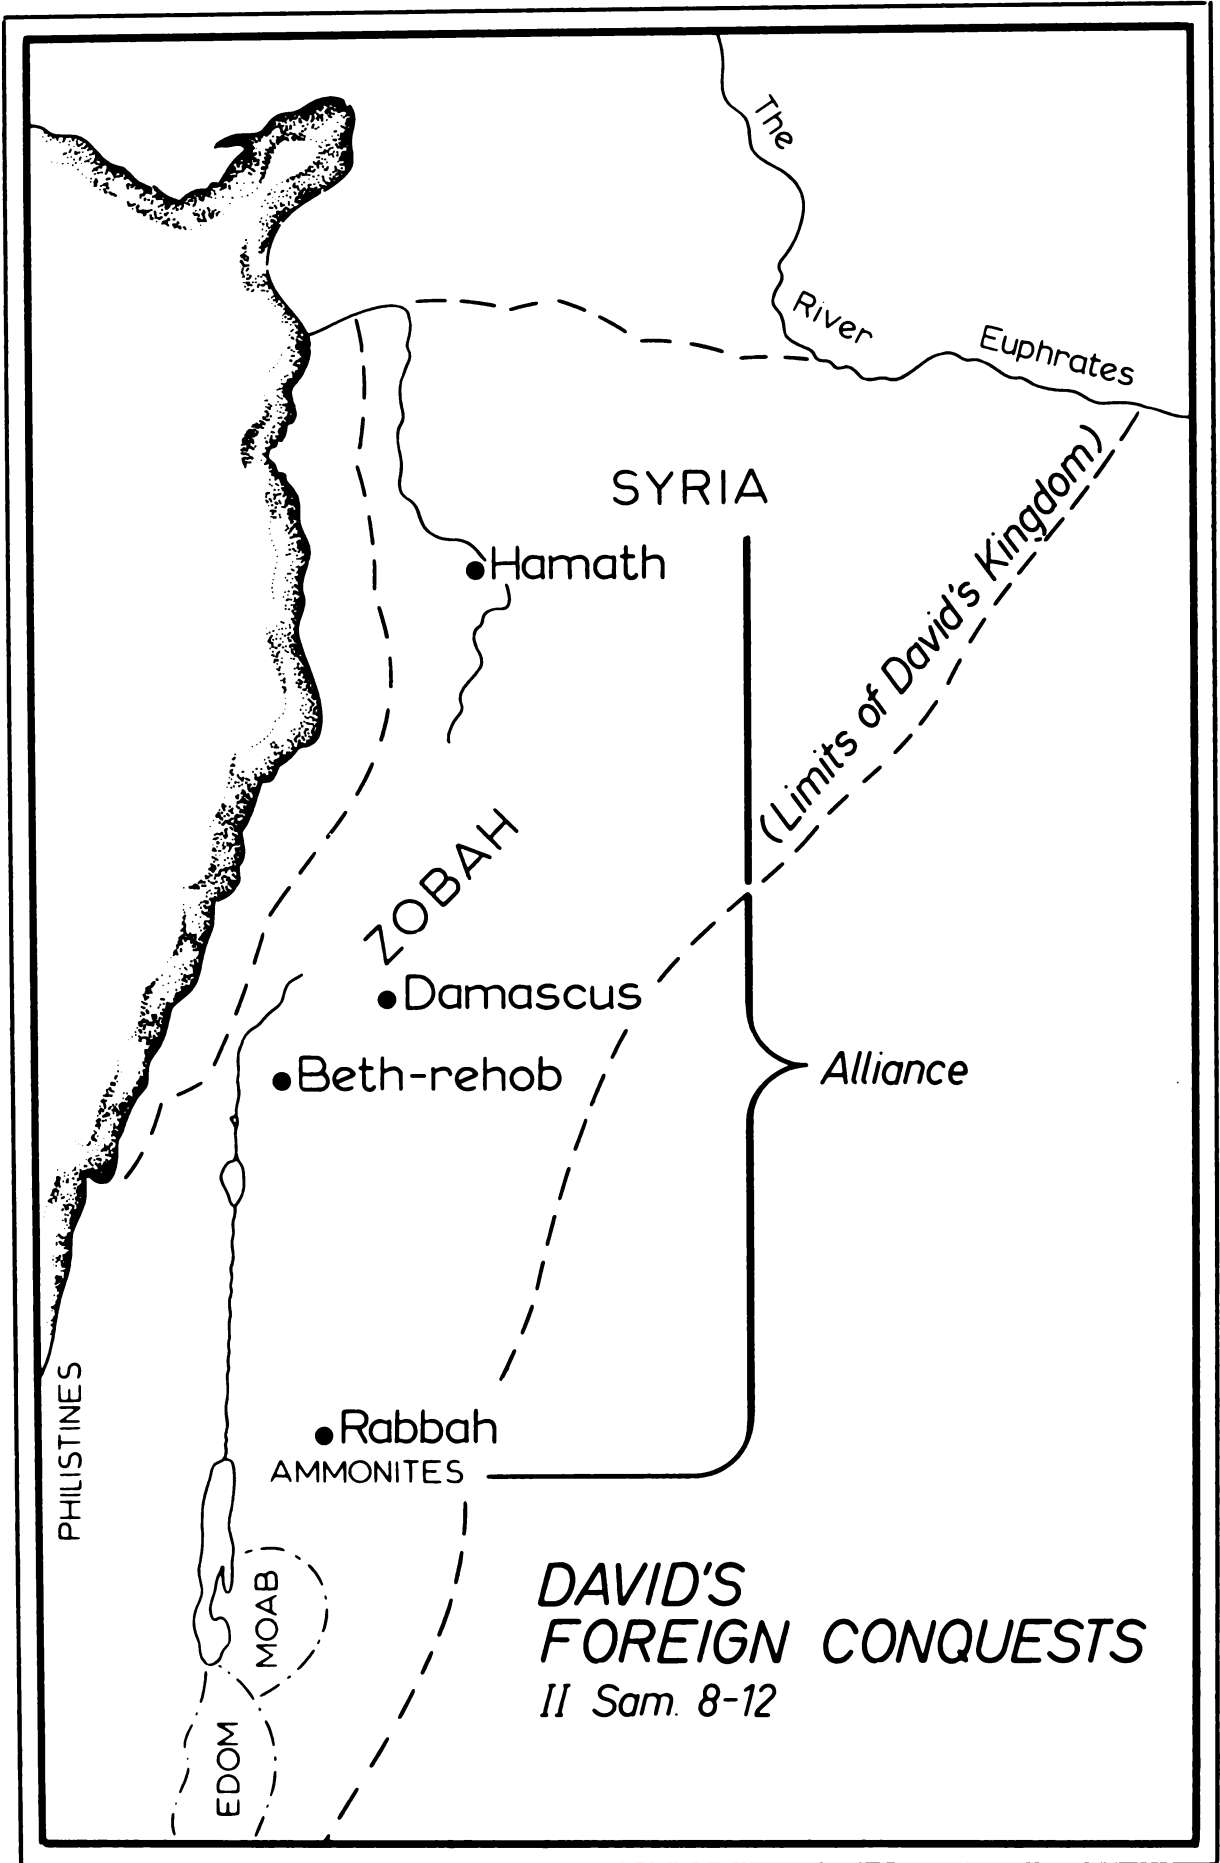 The
River
Euphrates
SYRIA
(Limits of David's Kingdom)
Hamath
ZOBAH
Damascus
Beth-rehob
Alliance
PHILISTINES
Rabbah
AMMONITES
MOAB
EDOM
DAVID'S
FOREIGN CONQUESTS
II Sam. 8-12